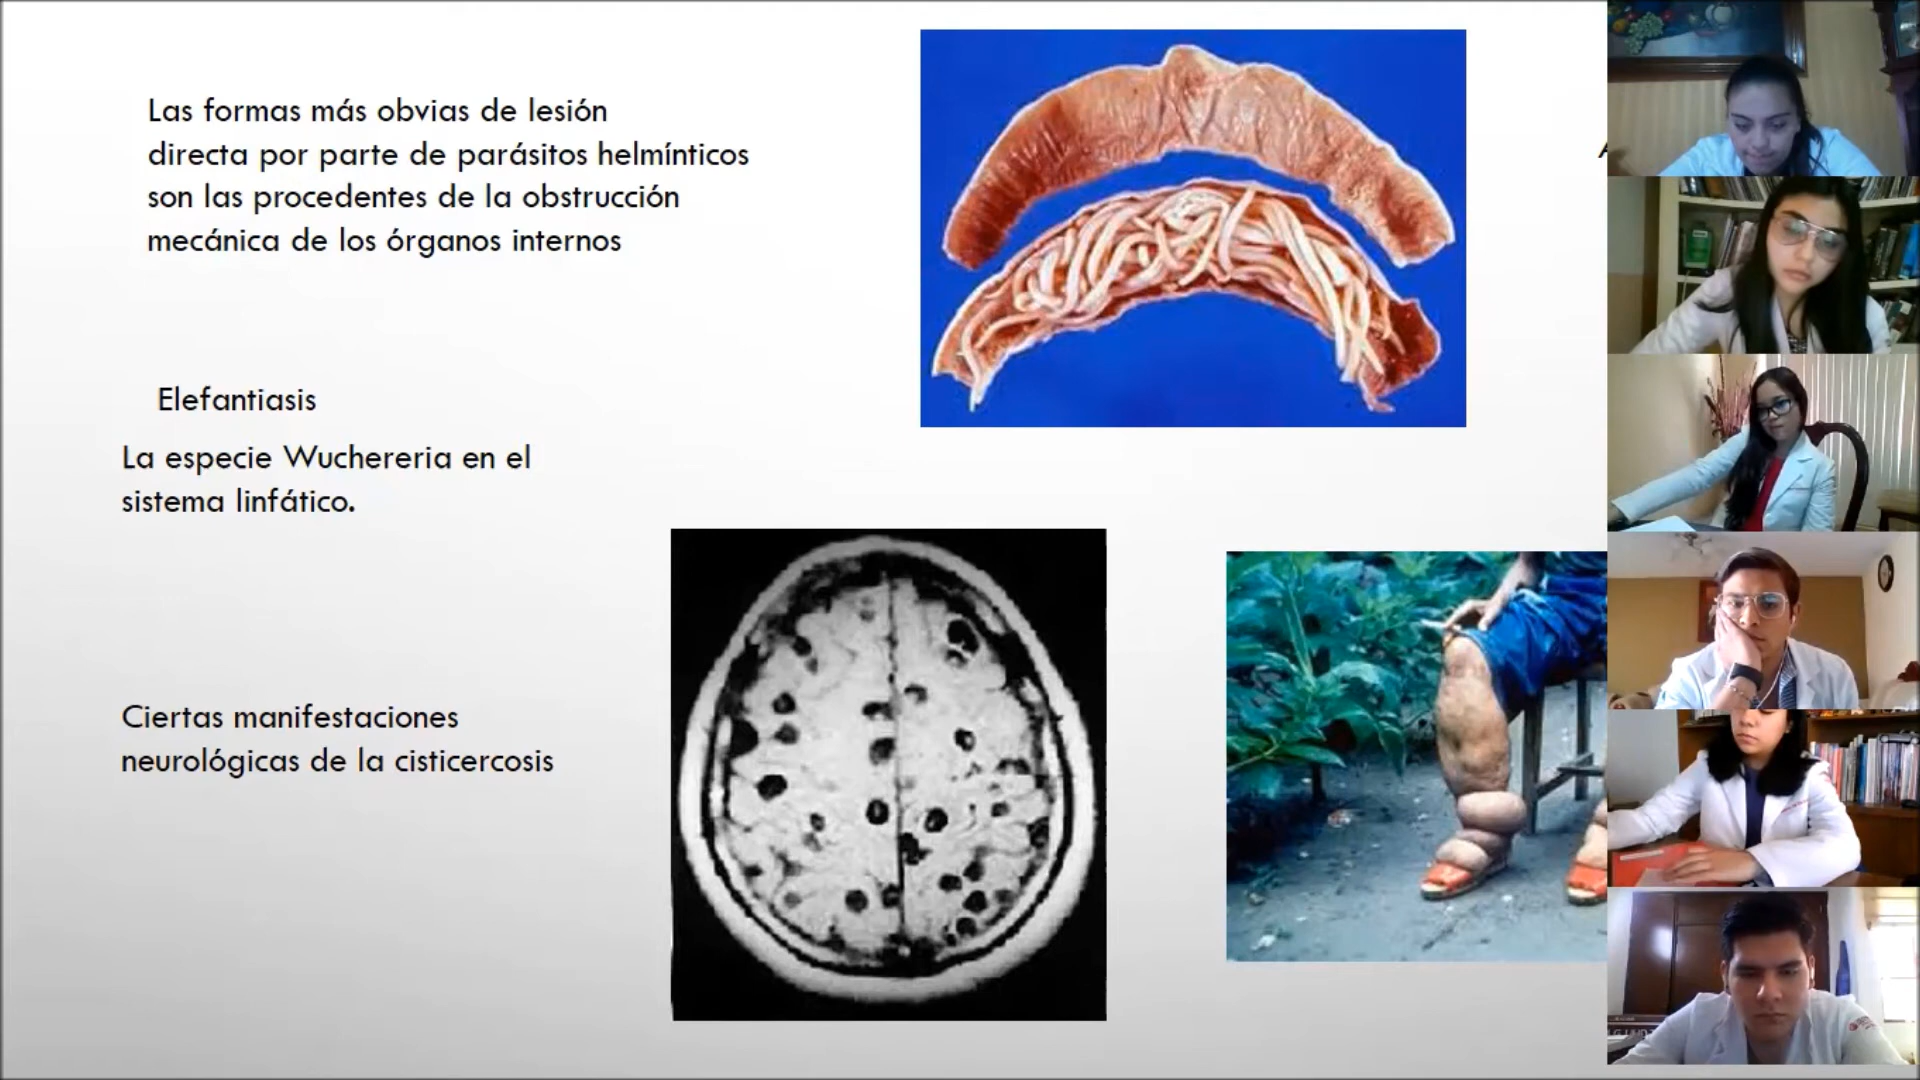 Las formas más obvias de lesión
directa por parte de parásitos helmínticos
son las procedentes de la obstrucción
mecánica de los órganos internos
Elefantiasis
La especie Wuchereria en el
sistema linfático.
Ciertas manifestaciones
neurológicas de la cisticercosis